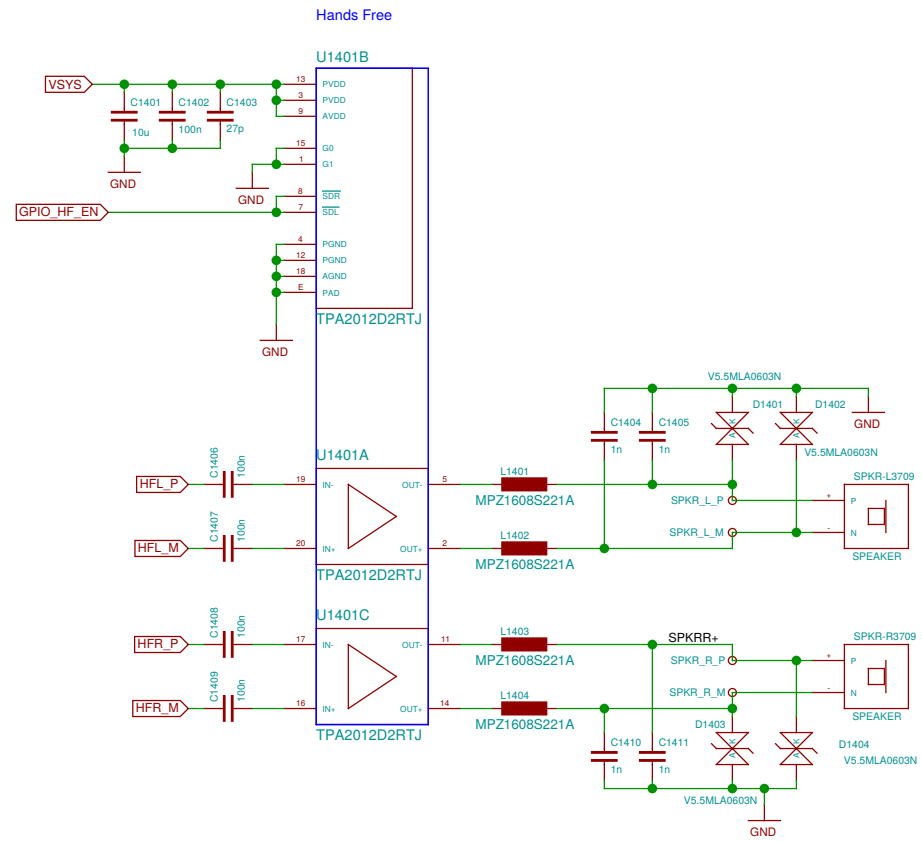 Hands Free
U1401B
VSYS
C1401
10u
C1402
100n
C1403
27p
GND
13 PVDD
3 PVDD
9 AVDD
15 G0
1 G1
GND
8 SDR
GPIO_HF_EN
7 SDL
4 PGND
12 PGND
18 AGND
E PAD
TPA2012D2RTJ
GND
V5.5MLA0603N
D1401
A K
D1402
A K
GND
C1404
1n
C1405
1n
V5.5MLA0603N
U1401A
C1406
100n
HFL_P
19 IN-
OUT- 5
L1401
MPZ1608S221A
SPKR_L_P
SPKR-L3709
+ P
- N
SPEAKER
C1407
100n
HFL_M
20 IN+
OUT+ 2
L1402
MPZ1608S221A
SPKR_L_M
TPA2012D2RTJ
U1401C
C1408
100n
HFR_P
17 IN-
OUT- 11
L1403
MPZ1608S221A
SPKRR+
SPKR_R_P
SPKR-R3709
+ P
- N
SPEAKER
C1409
100n
HFR_M
16 IN+
OUT+ 14
L1404
MPZ1608S221A
SPKR_R_M
TPA2012D2RTJ
C1410
1n
C1411
1n
D1403
A K
D1404
A K
V5.5MLA0603N
V5.5MLA0603N
GND